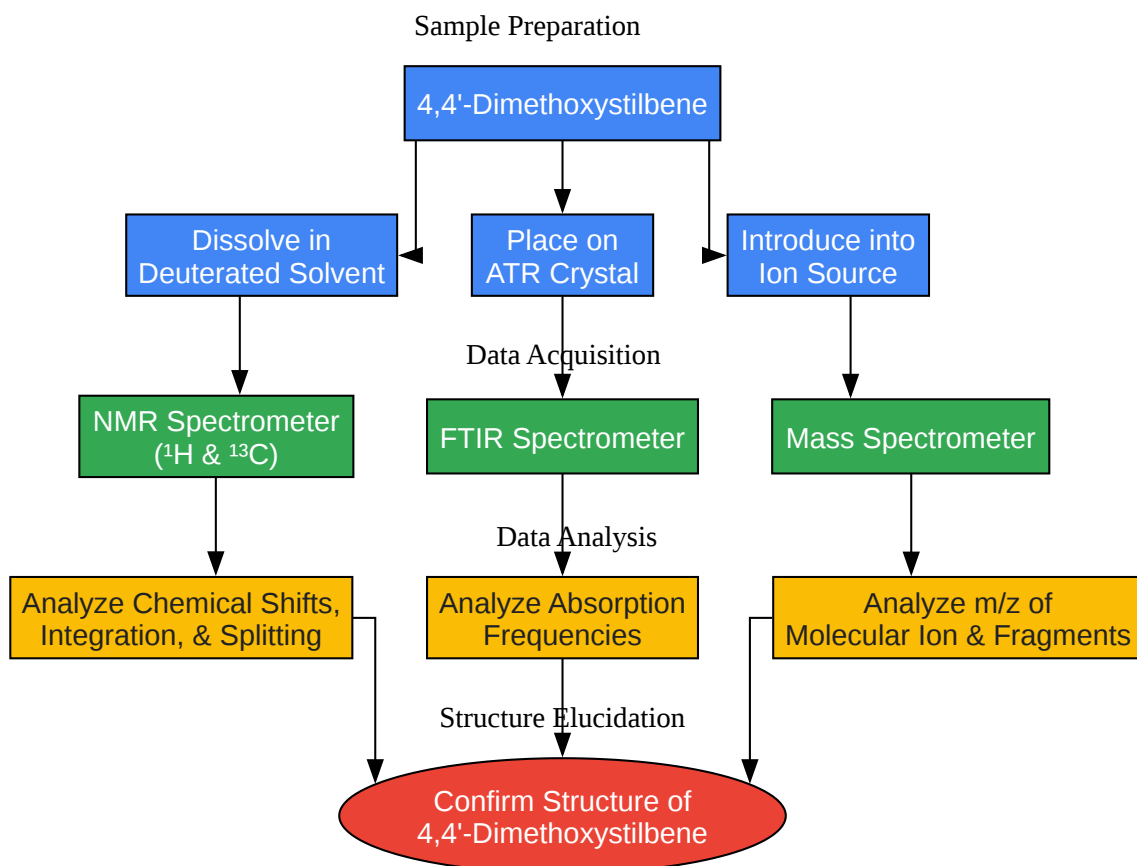 Sample Preparation
4,4'-Dimethoxystilbene
Dissolve in
Deuterated Solvent
Place on
ATR Crystal
Introduce into
Ion Source
Data Acquisition
NMR Spectrometer
(¹H & ¹³C)
FTIR Spectrometer
Mass Spectrometer
Data Analysis
Analyze Chemical Shifts,
Integration, & Splitting
Analyze Absorption
Frequencies
Analyze m/z of
Molecular Ion & Fragments
Structure Elucidation
Confirm Structure of
4,4'-Dimethoxystilbene